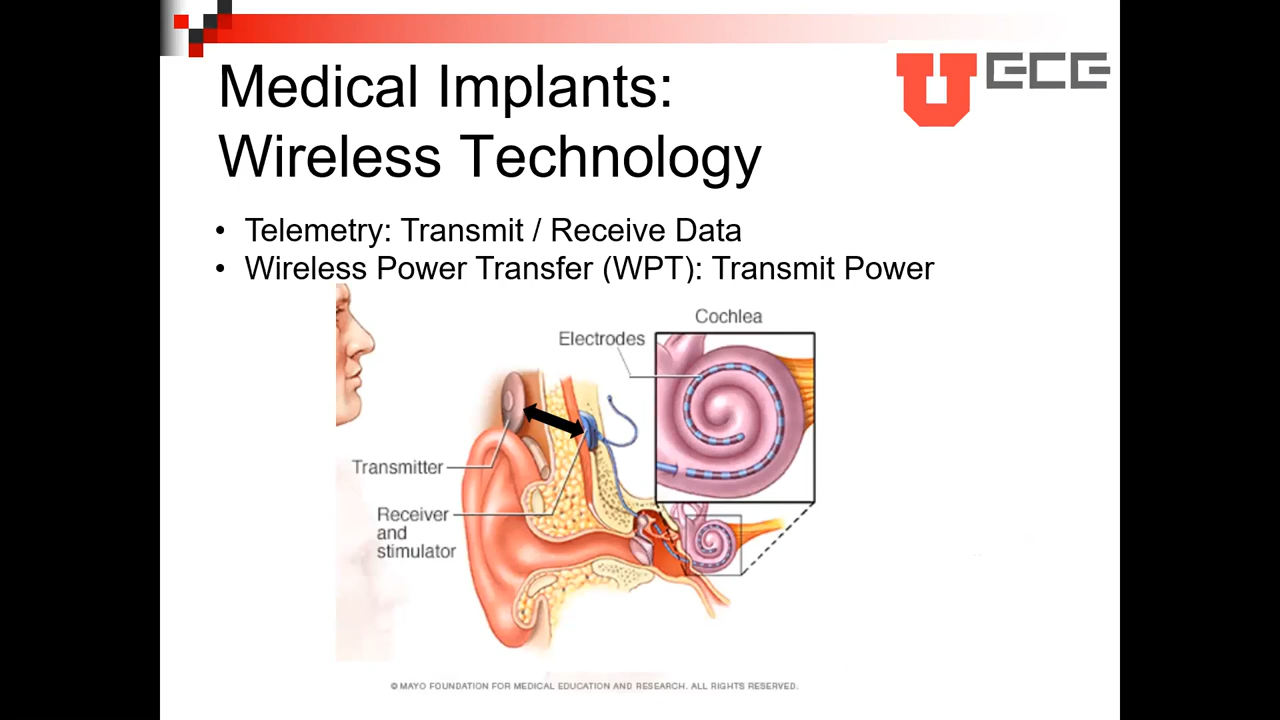 Medical Implants:
Wireless Technology
U ECE
• Telemetry: Transmit / Receive Data
• Wireless Power Transfer (WPT): Transmit Power
Cochlea
Electrodes
Transmitter
Receiver
and
stimulator
© MAYO FOUNDATION FOR MEDICAL EDUCATION AND RESEARCH. ALL RIGHTS RESERVED.